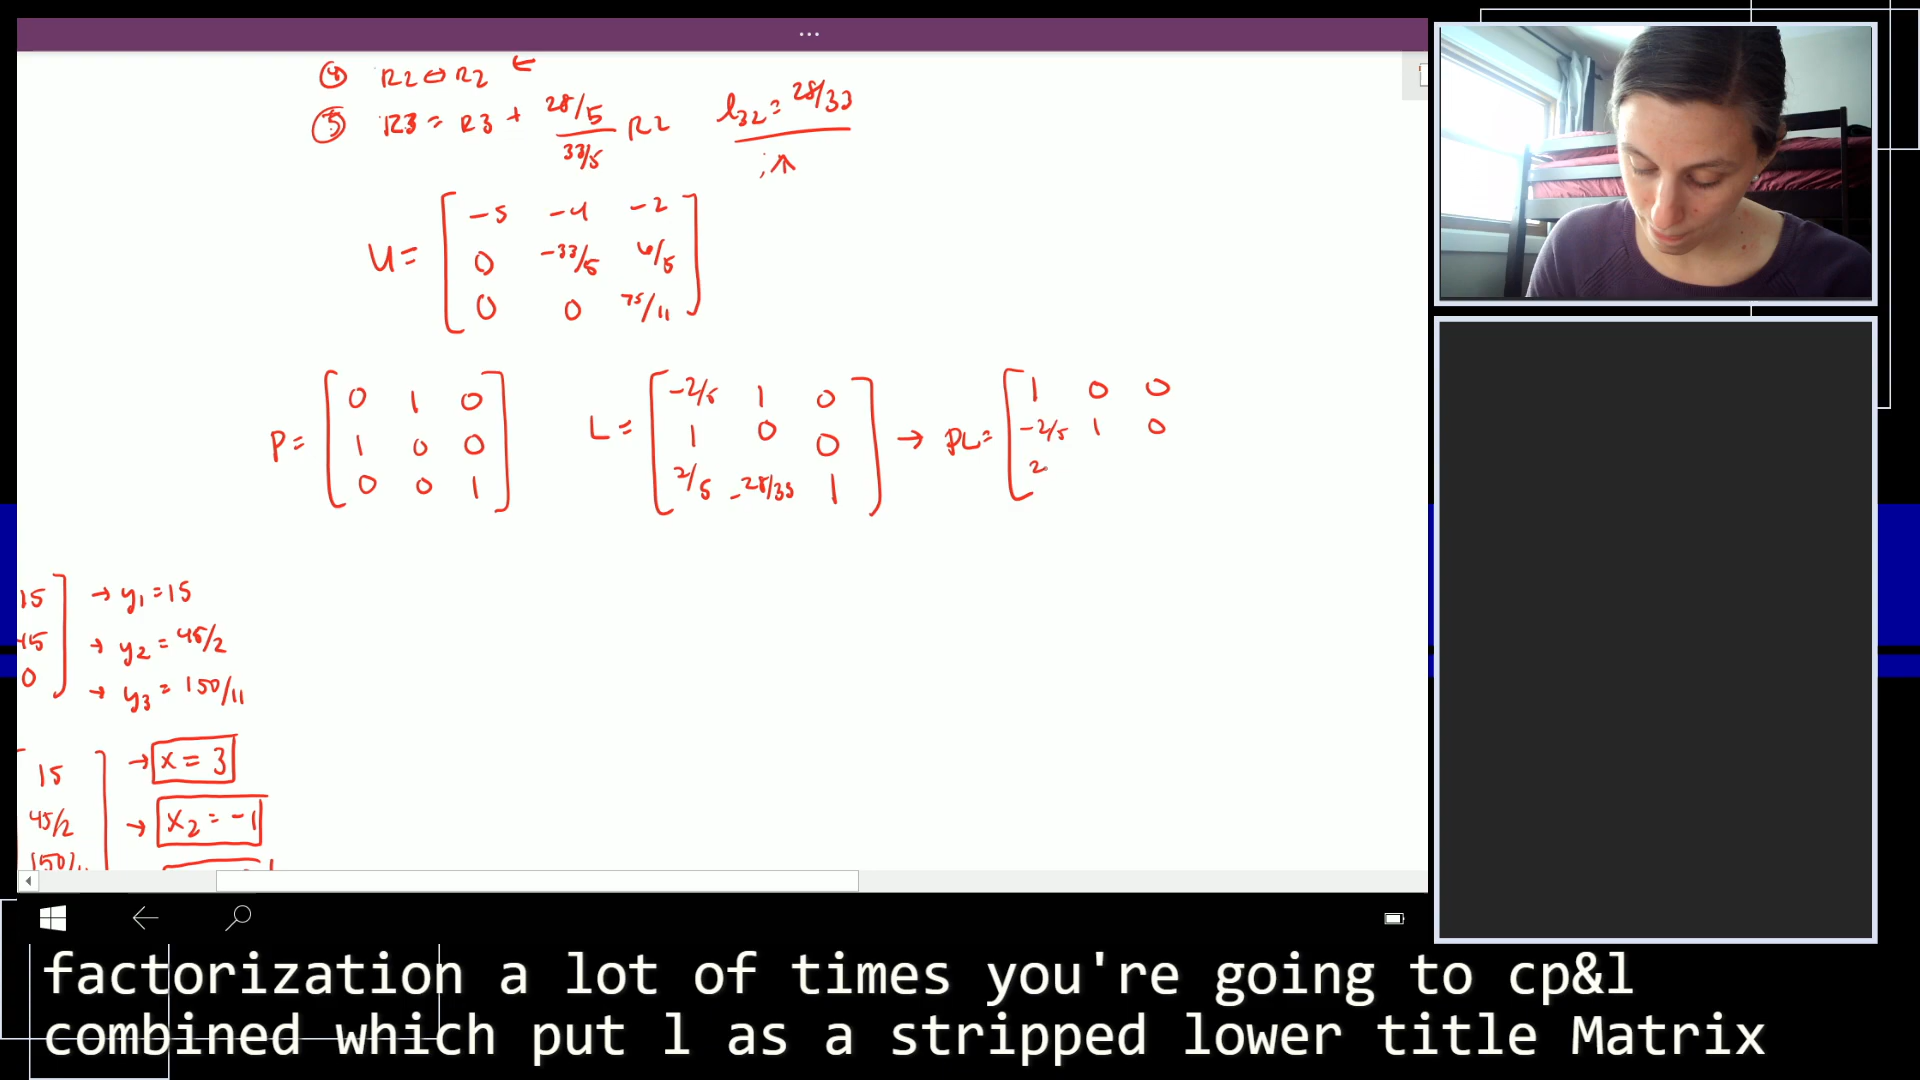 ...
④ R2 ⇔ R2 ←
⑤ R3 = R3 + (28/5)/(33/5) R2 l32 = 28/33
U = [ -5 -4 -2
0 -33/5 6/5
0 0 75/11 ]
P = [ 0 1 0
1 0 0
0 0 1 ]
L = [ -2/5 1 0
1 0 0
2/5 -28/33 1 ]
→ PL = [ 1 0 0
-2/5 1 0
2
15 ] → y1 = 15
45 → y2 = 45/2
0 → y3 = 150/11
15 ] → x = 3
45/2 → x2 = -1
factorization a lot of times you're going to cp&l
combined which put l as a stripped lower title Matrix